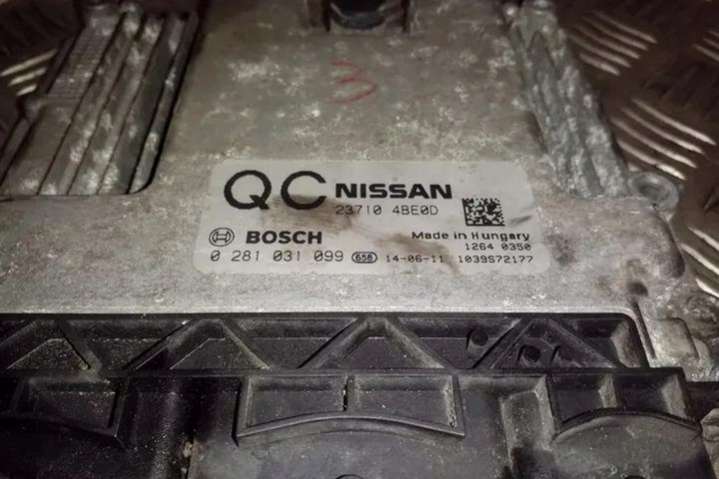 3
QC NISSAN
23710 4BE0D
BOSCH Made in Hungary
1264 0350
0 281 031 099 656 14-06-11 1039S72177